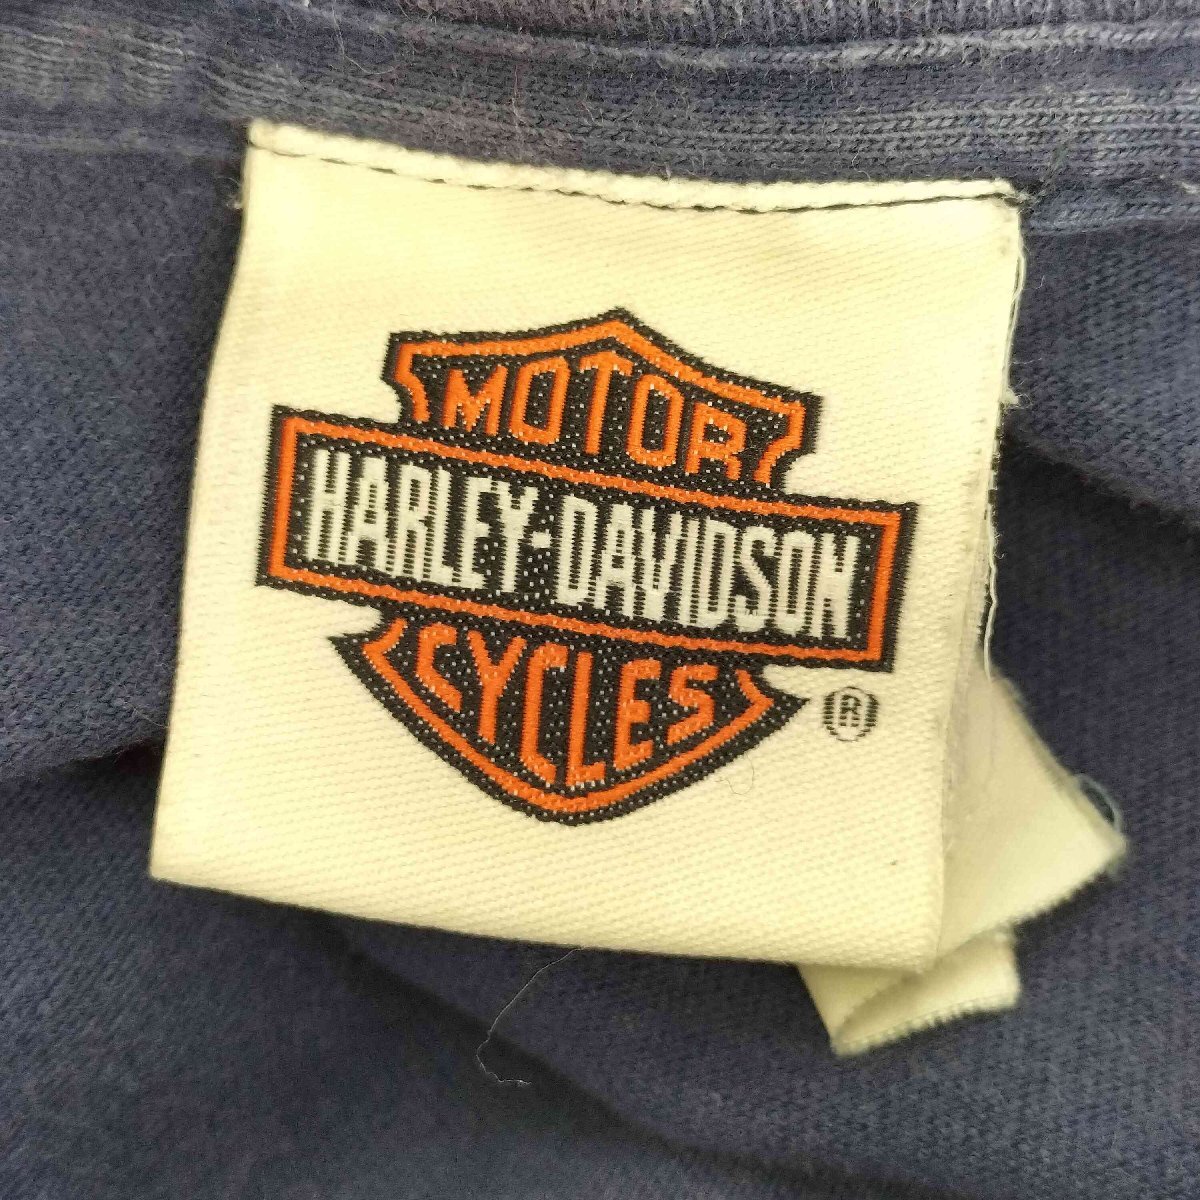 MOTOR
HARLEY-DAVIDSON
CYCLES
®